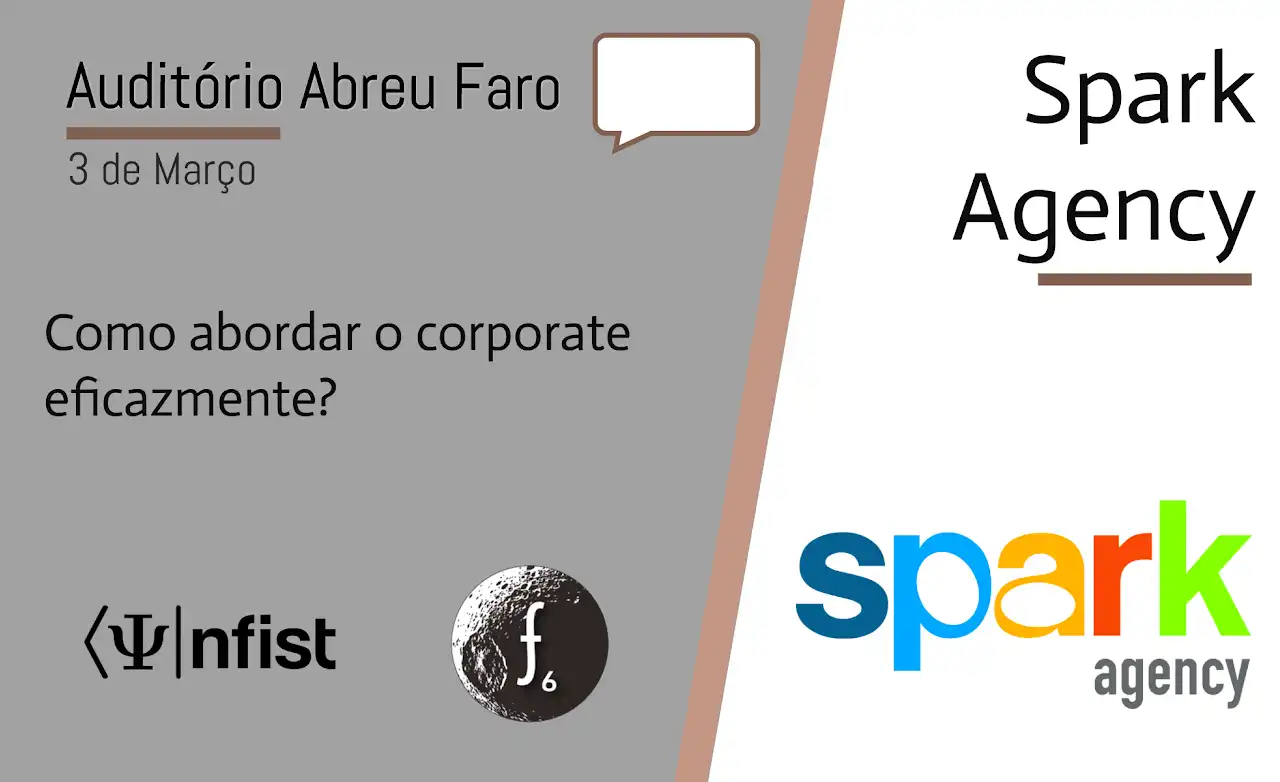 Auditório Abreu Faro
3 de Março
Como abordar o corporate
eficazmente?
⟨Ψ|nfist
f6
Spark
Agency
spark
agency